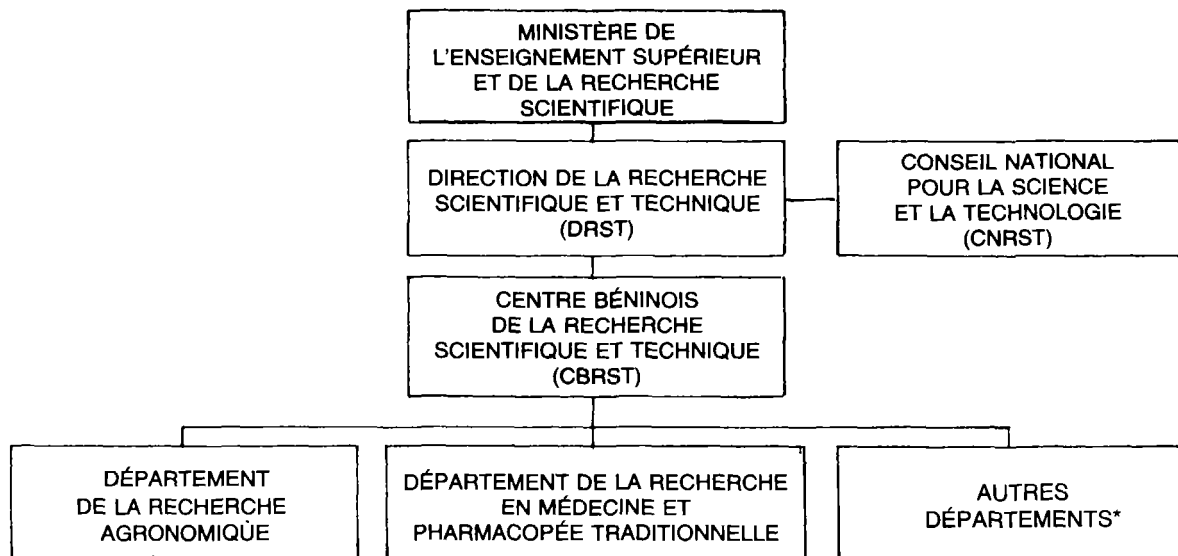 MINISTÈRE DE
L'ENSEIGNEMENT SUPÉRIEUR
ET DE LA RECHERCHE
SCIENTIFIQUE
DIRECTION DE LA RECHERCHE
SCIENTIFIQUE ET TECHNIQUE
(DRST)
CONSEIL NATIONAL
POUR LA SCIENCE
ET LA TECHNOLOGIE
(CNRST)
CENTRE BÉNINOIS
DE LA RECHERCHE
SCIENTIFIQUE ET TECHNIQUE
(CBRST)
DÉPARTEMENT
DE LA RECHERCHE
AGRONOMIQÙE
DÉPARTEMENT DE LA RECHERCHE
EN MÉDECINE ET
PHARMACOPÉE TRADITIONNELLE
AUTRES
DÉPARTEMENTS*